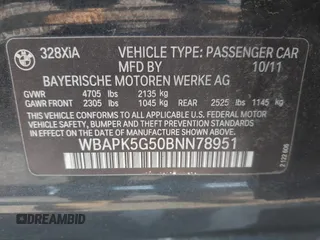 328XiA VEHICLE TYPE: PASSENGER CAR
MFD BY 10/11
BAYERISCHE MOTOREN WERKE AG
GVWR 4705 lbs 2135 kg
GAWR FRONT 2305 lbs 1045 kg GAWR REAR 2525 lbs 1145 kg
THIS VEHICLE CONFORMS TO ALL APPLICABLE U.S. FEDERAL MOTOR
VEHICLE SAFETY, BUMPER, AND THEFT PREVENTION STANDARDS
IN EFFECT ON THE DATE OF MANUFACTURE SHOWN ABOVE.
WBAPK5G50BNN78951
DREAMBID